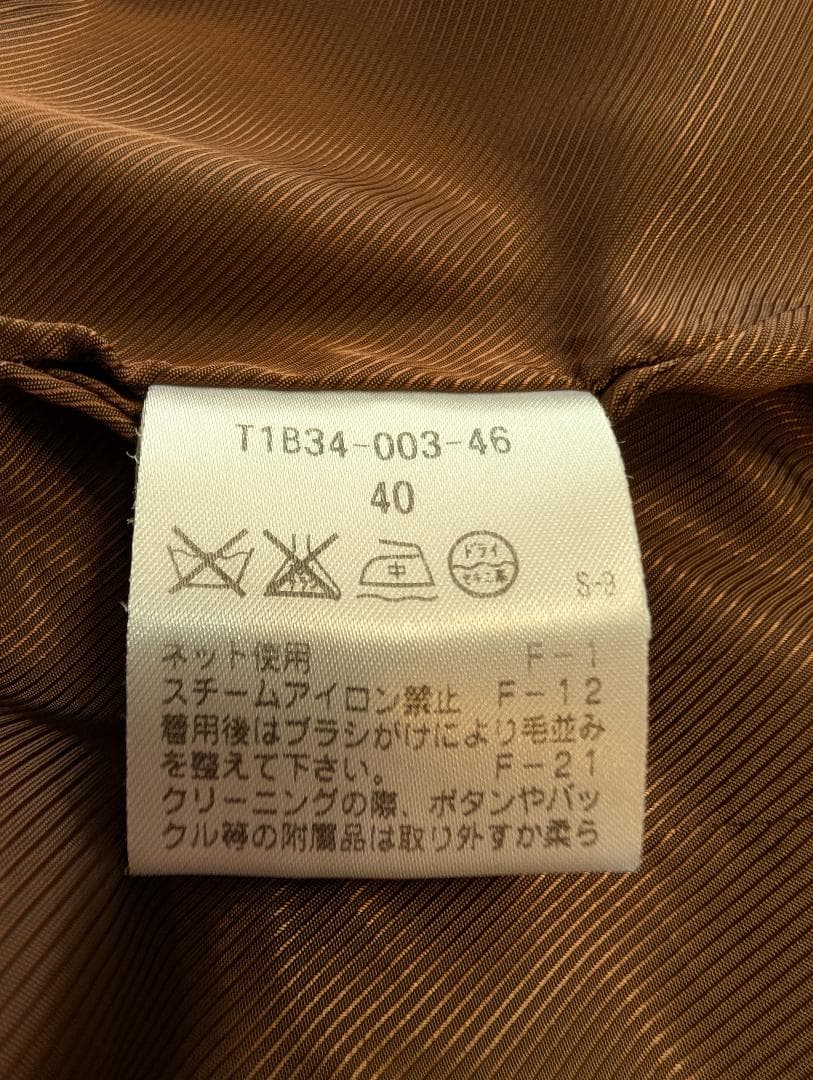 T1B34-003-46
40
中
ドライ
セキユ系
S-3
ネット使用 F-1
スチームアイロン禁止 F-12
着用後はブラシがけにより毛並み
を整えて下さい。 F-21
クリーニングの際、ボタンやバッ
クル等の附属品は取り外すか柔ら